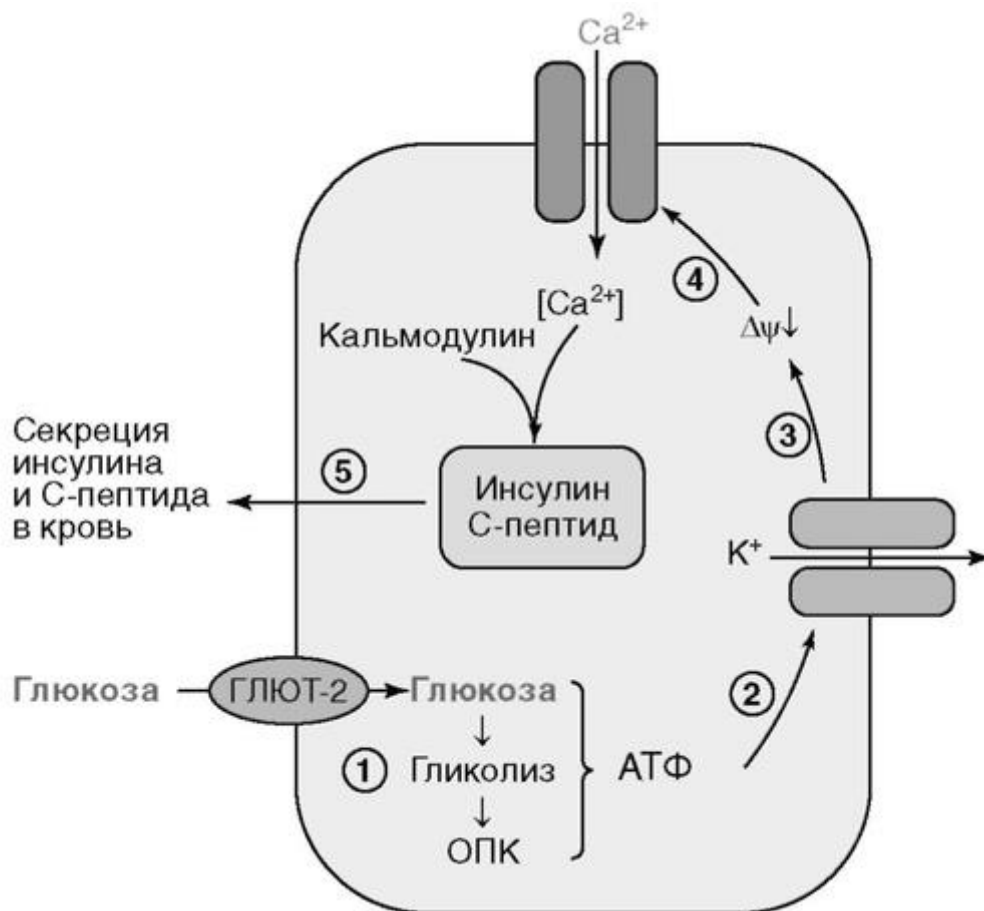 Ca²⁺
④
[Ca²⁺]
Δψ↓
Кальмодулин
③
Секреция
инсулина
и С-пептида
в кровь
⑤
Инсулин
С-пептид
K⁺
Глюкоза
ГЛЮТ-2
Глюкоза
②
①
Гликолиз
АТФ
ОПК